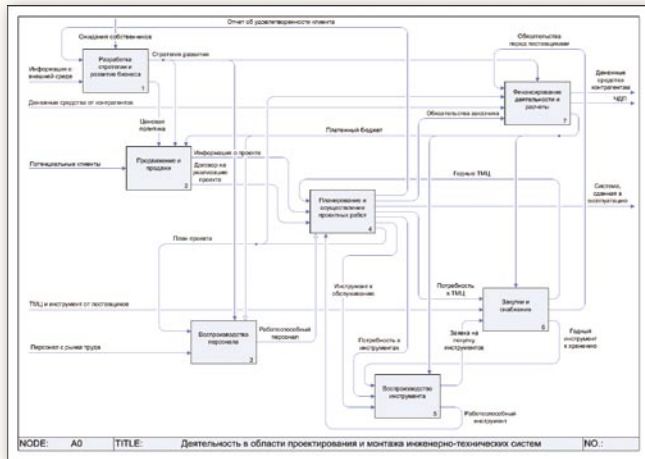 Отчет об удовлетворенности клиента
Ожидания собственников
Обязательства
перед поставщиками
Разработка
стратегии и
развитие бизнеса
1
Стратегия развития
Информация о
внешней среде
Денежные средства от контрагентов
Финансирование
деятельности и
расчеты
7
Денежные
средства
контрагентам
ЧДП
Ценовая
политика
Обязательства заказчика
Платежный бюджет
Потенциальные клиенты
Продвижение и
продажи
2
Информация о проекте
Договор на
реализацию
проекта
Годные ТМЦ
Планирование и
осуществление
проектных работ
4
Система,
сданная в
эксплуатацию
План проекта
Инструмент к
обслуживанию
Потребность
в ТМЦ
ТМЦ и инструмент от поставщиков
Закупки и
снабжение
6
Воспроизводство
персонала
3
Работоспособный
персонал
Заявка на
покупку
инструментов
Годный
инструмент
к хранению
Персонал с рынка труда
Потребность в
инструментах
Воспроизводство
инструмента
5
Работоспособный
инструмент
NODE: A0 TITLE: Деятельность в области проектирования и монтажа инженерно-технических систем NO.: